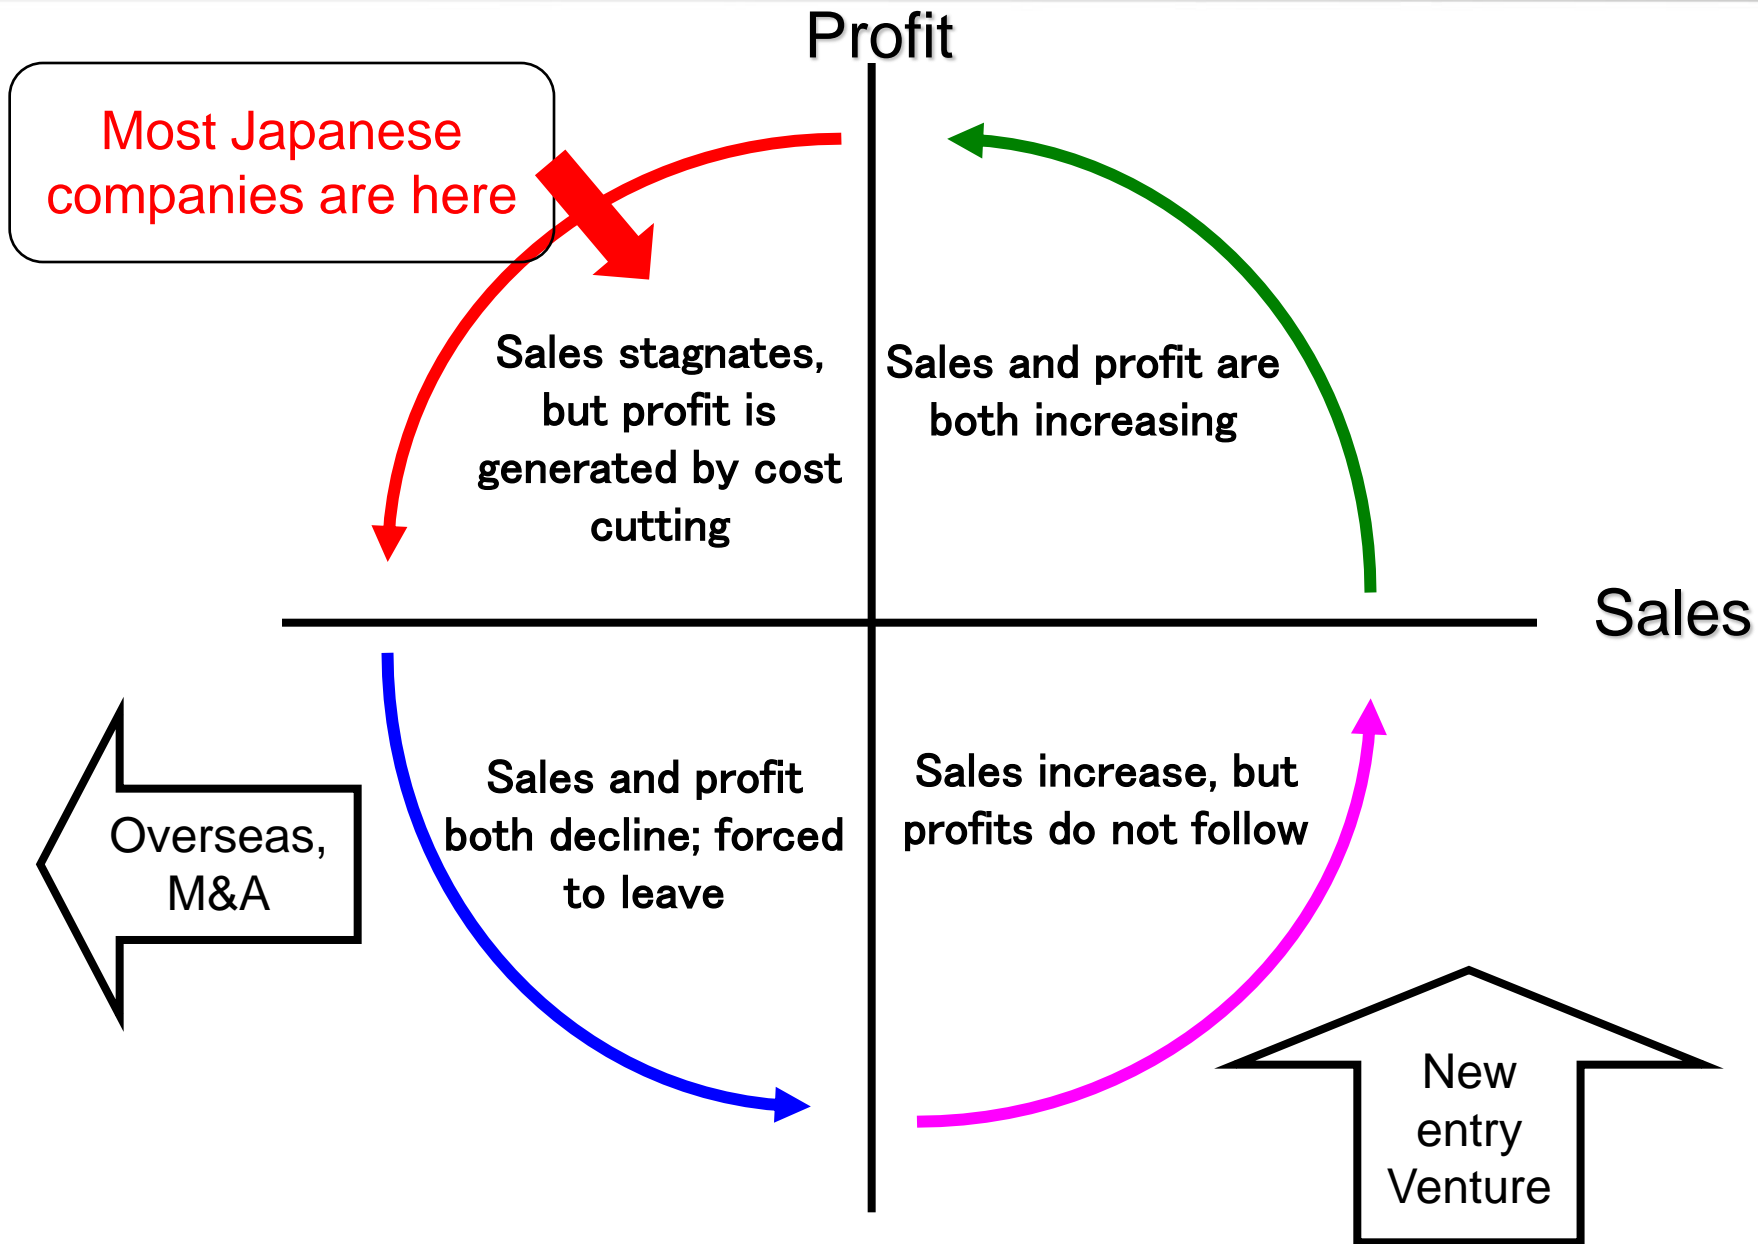 Profit
Most Japanese
companies are here
Sales stagnates,
but profit is
generated by cost
cutting
Sales and profit are
both increasing
Sales
Overseas,
M&A
Sales and profit
both decline; forced
to leave
Sales increase, but
profits do not follow
New
entry
Venture